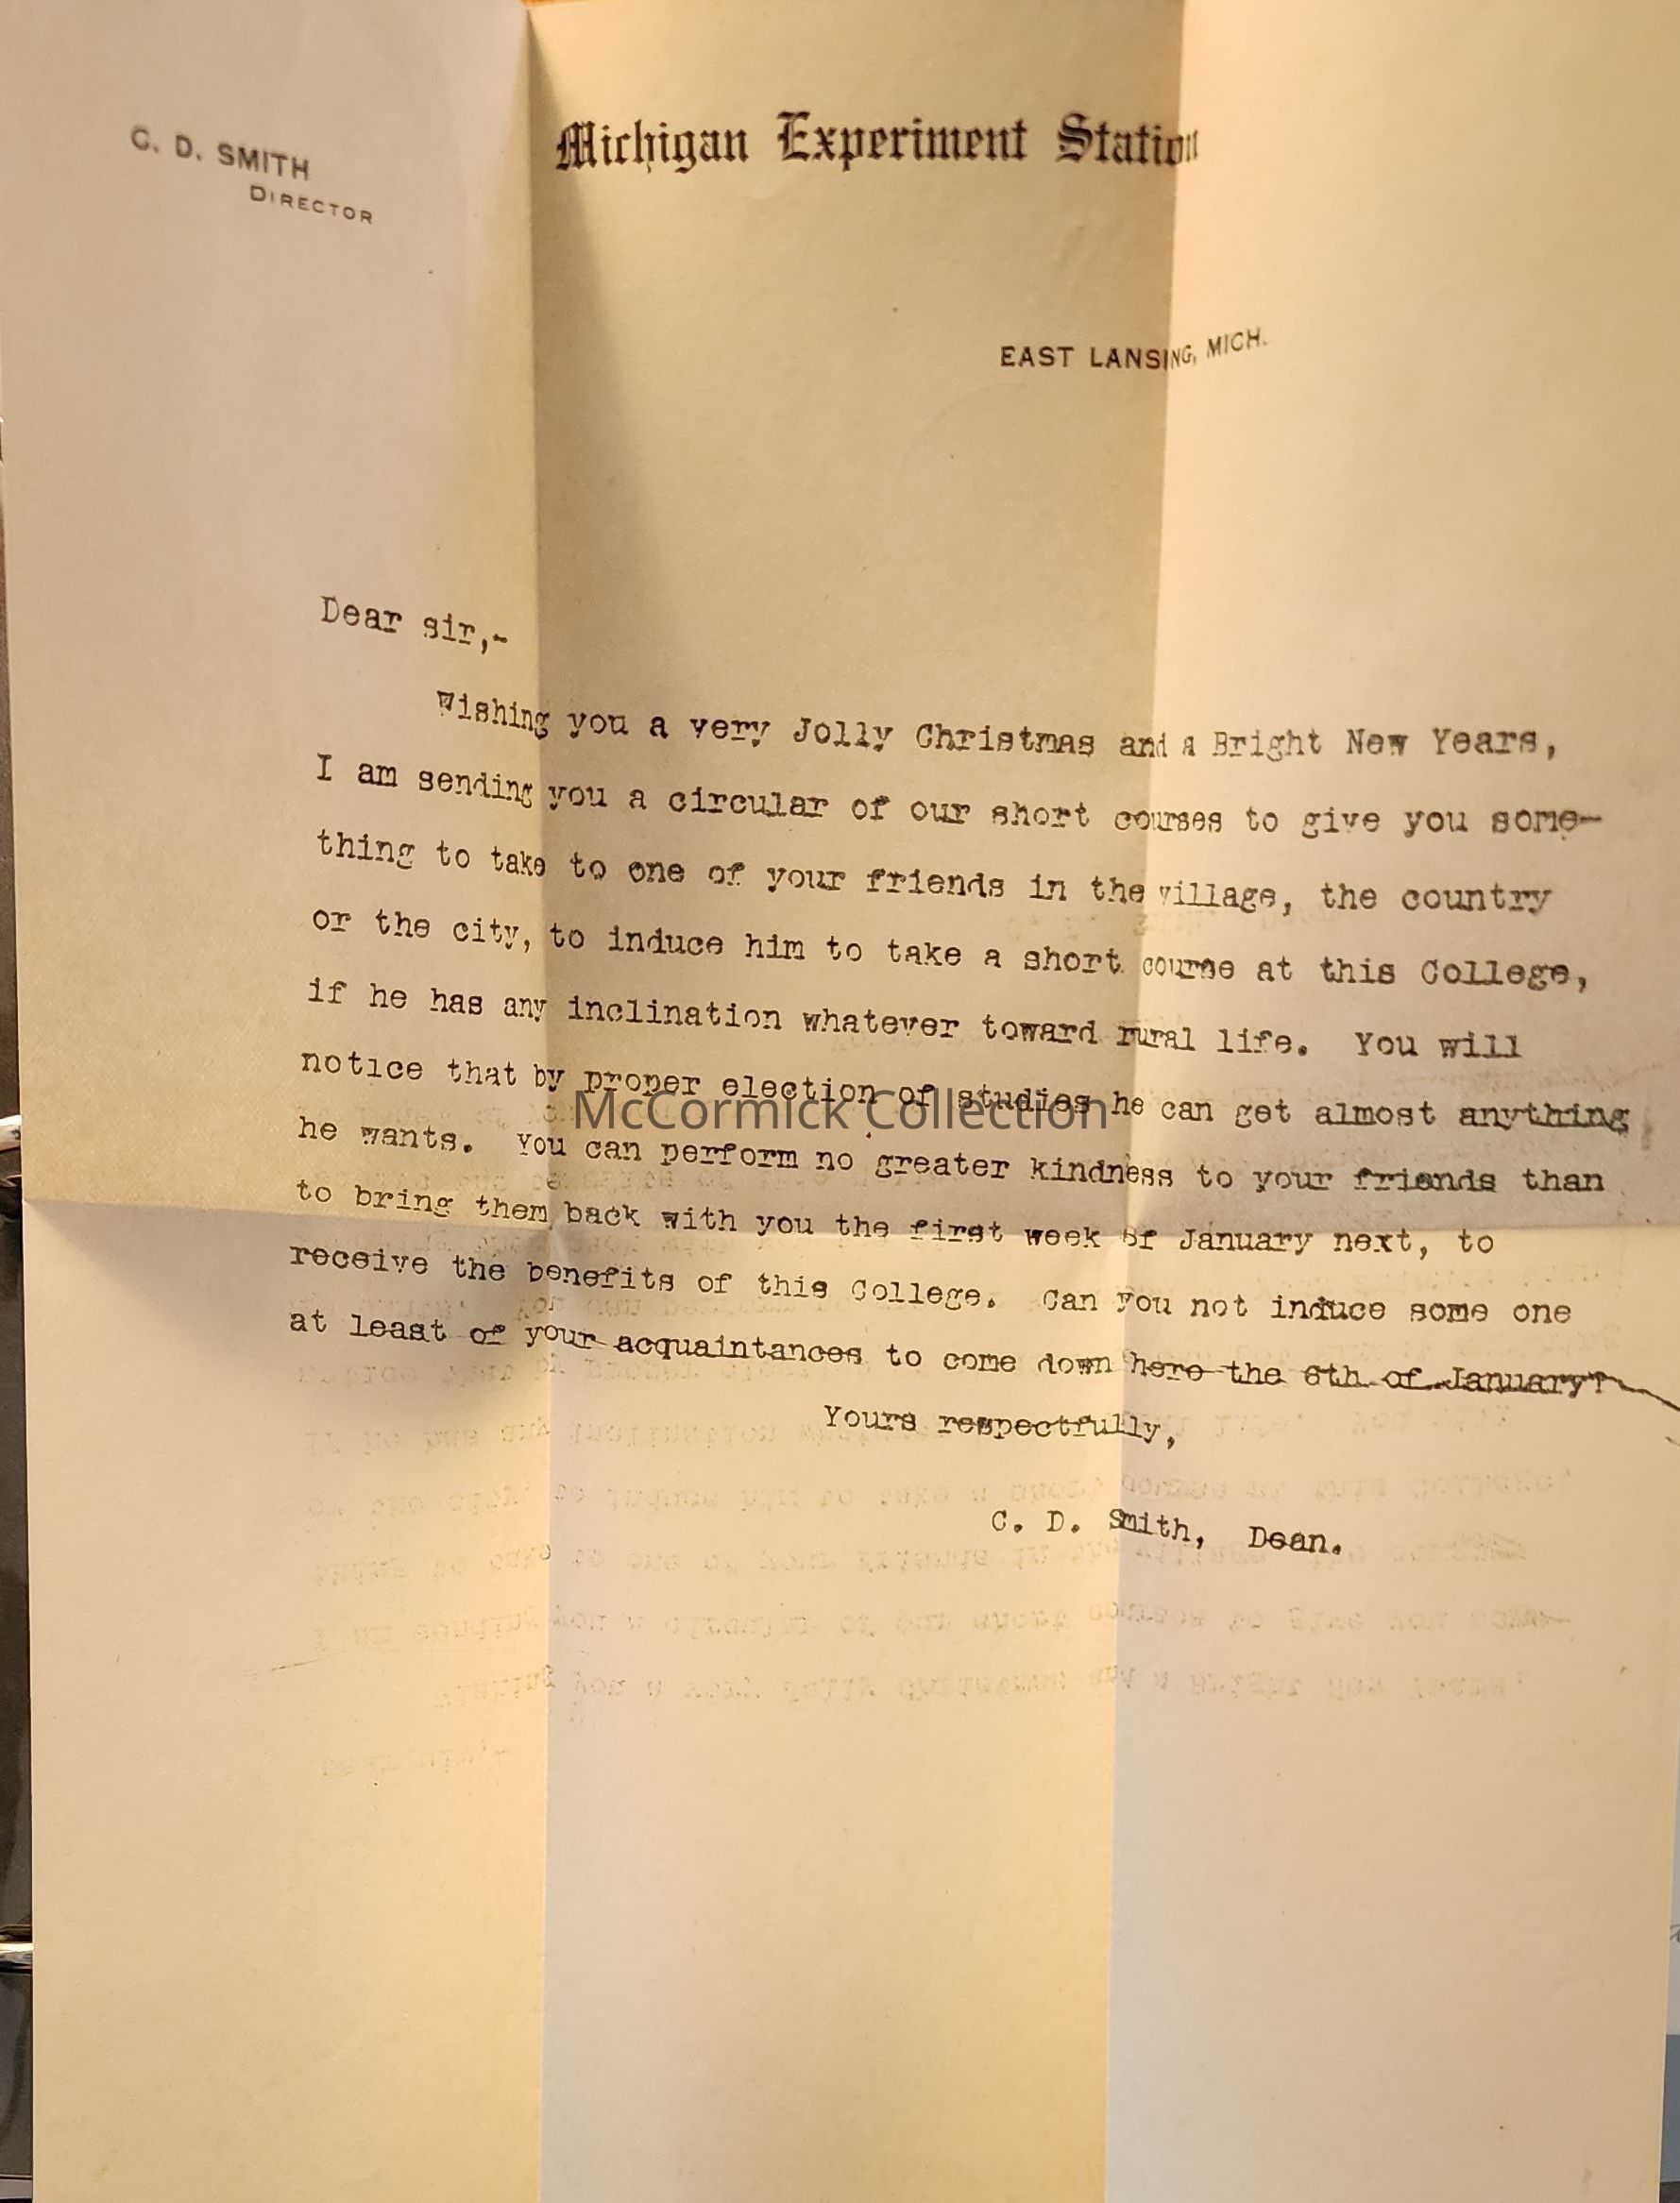 C. D. SMITH
DIRECTOR
Michigan Experiment Station
EAST LANSING, MICH.
Dear sir,-
Wishing you a very Jolly Christmas and a Bright New Years,
I am sending you a circular of our short courses to give you some-
thing to take to one of your friends in the village, the country
or the city, to induce him to take a short course at this College,
if he has any inclination whatever toward rural life. You will
notice that by proper election of studies he can get almost anything
he wants. You can perform no greater kindness to your friends than
to bring them back with you the first week of January next, to
receive the benefits of this College. Can you not induce some one
at least of your acquaintances to come down here the 6th of January?
Yours respectfully,
C. D. Smith, Dean.
McCormick Collection